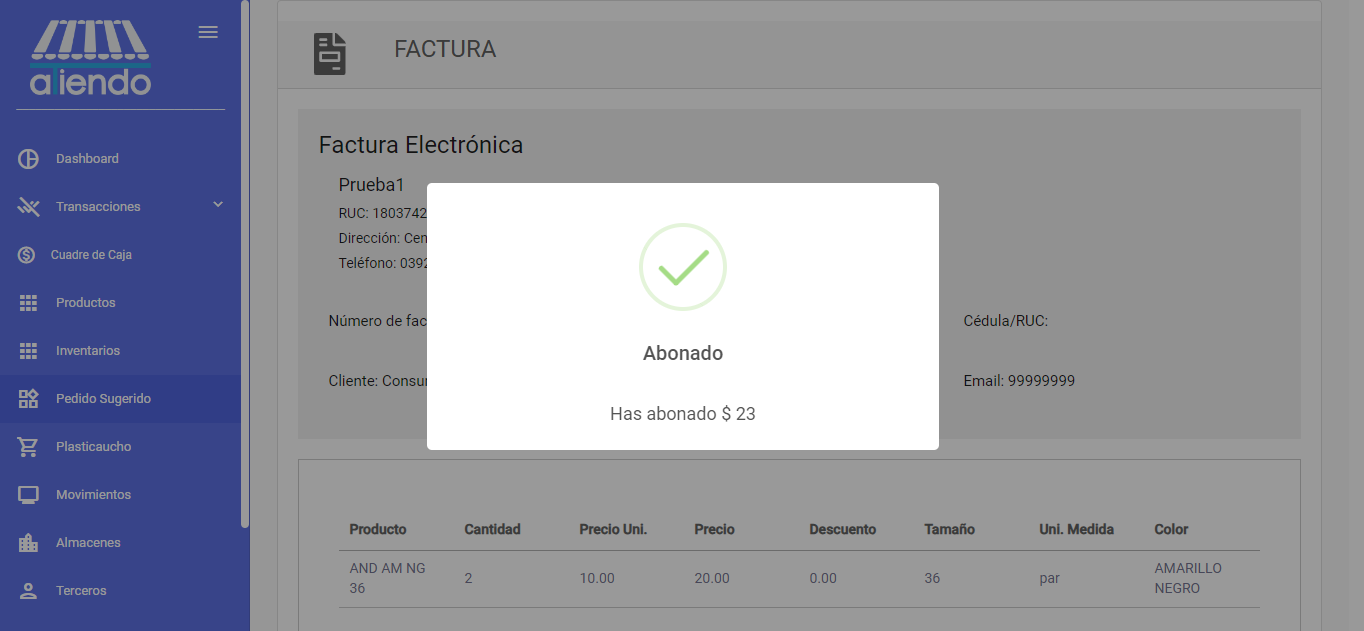 aTiendo
Dashboard
Transacciones
Cuadre de Caja
Productos
Inventarios
Pedido Sugerido
Plasticaucho
Movimientos
Almacenes
Terceros
FACTURA
Factura Electrónica
Prueba1
RUC: 1803742
Dirección: Cen
Teléfono: 0392
Número de fac
Cédula/RUC:
Cliente: Consu
Email: 99999999
Abonado
Has abonado $ 23
Producto Cantidad Precio Uni. Precio Descuento Tamaño Uni. Medida Color
AND AM NG 36 2 10.00 20.00 0.00 36 par AMARILLO NEGRO